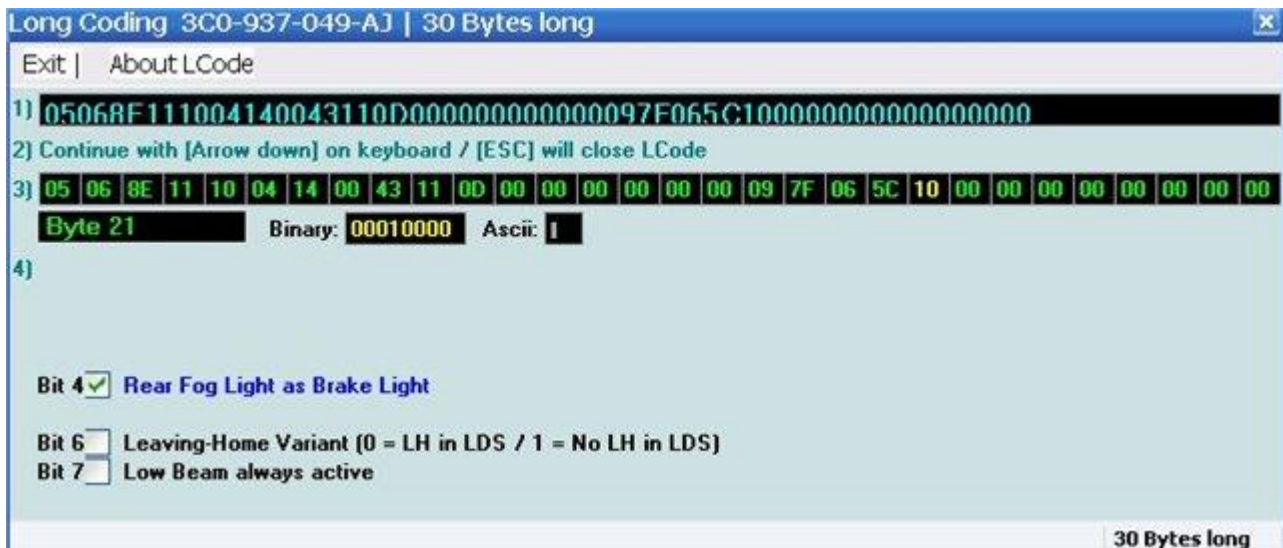 Long Coding 3C0-937-049-AJ | 30 Bytes long
Exit | About LCode
1) 05068E111004140043110D000000000000097F065C100000000000000000
2) Continue with [Arrow down] on keyboard / [ESC] will close LCode
3) 05 06 8E 11 10 04 14 00 43 11 0D 00 00 00 00 00 00 09 7F 06 5C 10 00 00 00 00 00 00 00 00
Byte 21 Binary: 00010000 Ascii:
4)
Bit 4 Rear Fog Light as Brake Light
Bit 6 Leaving-Home Variant (0 = LH in LDS / 1 = No LH in LDS)
Bit 7 Low Beam always active
30 Bytes long